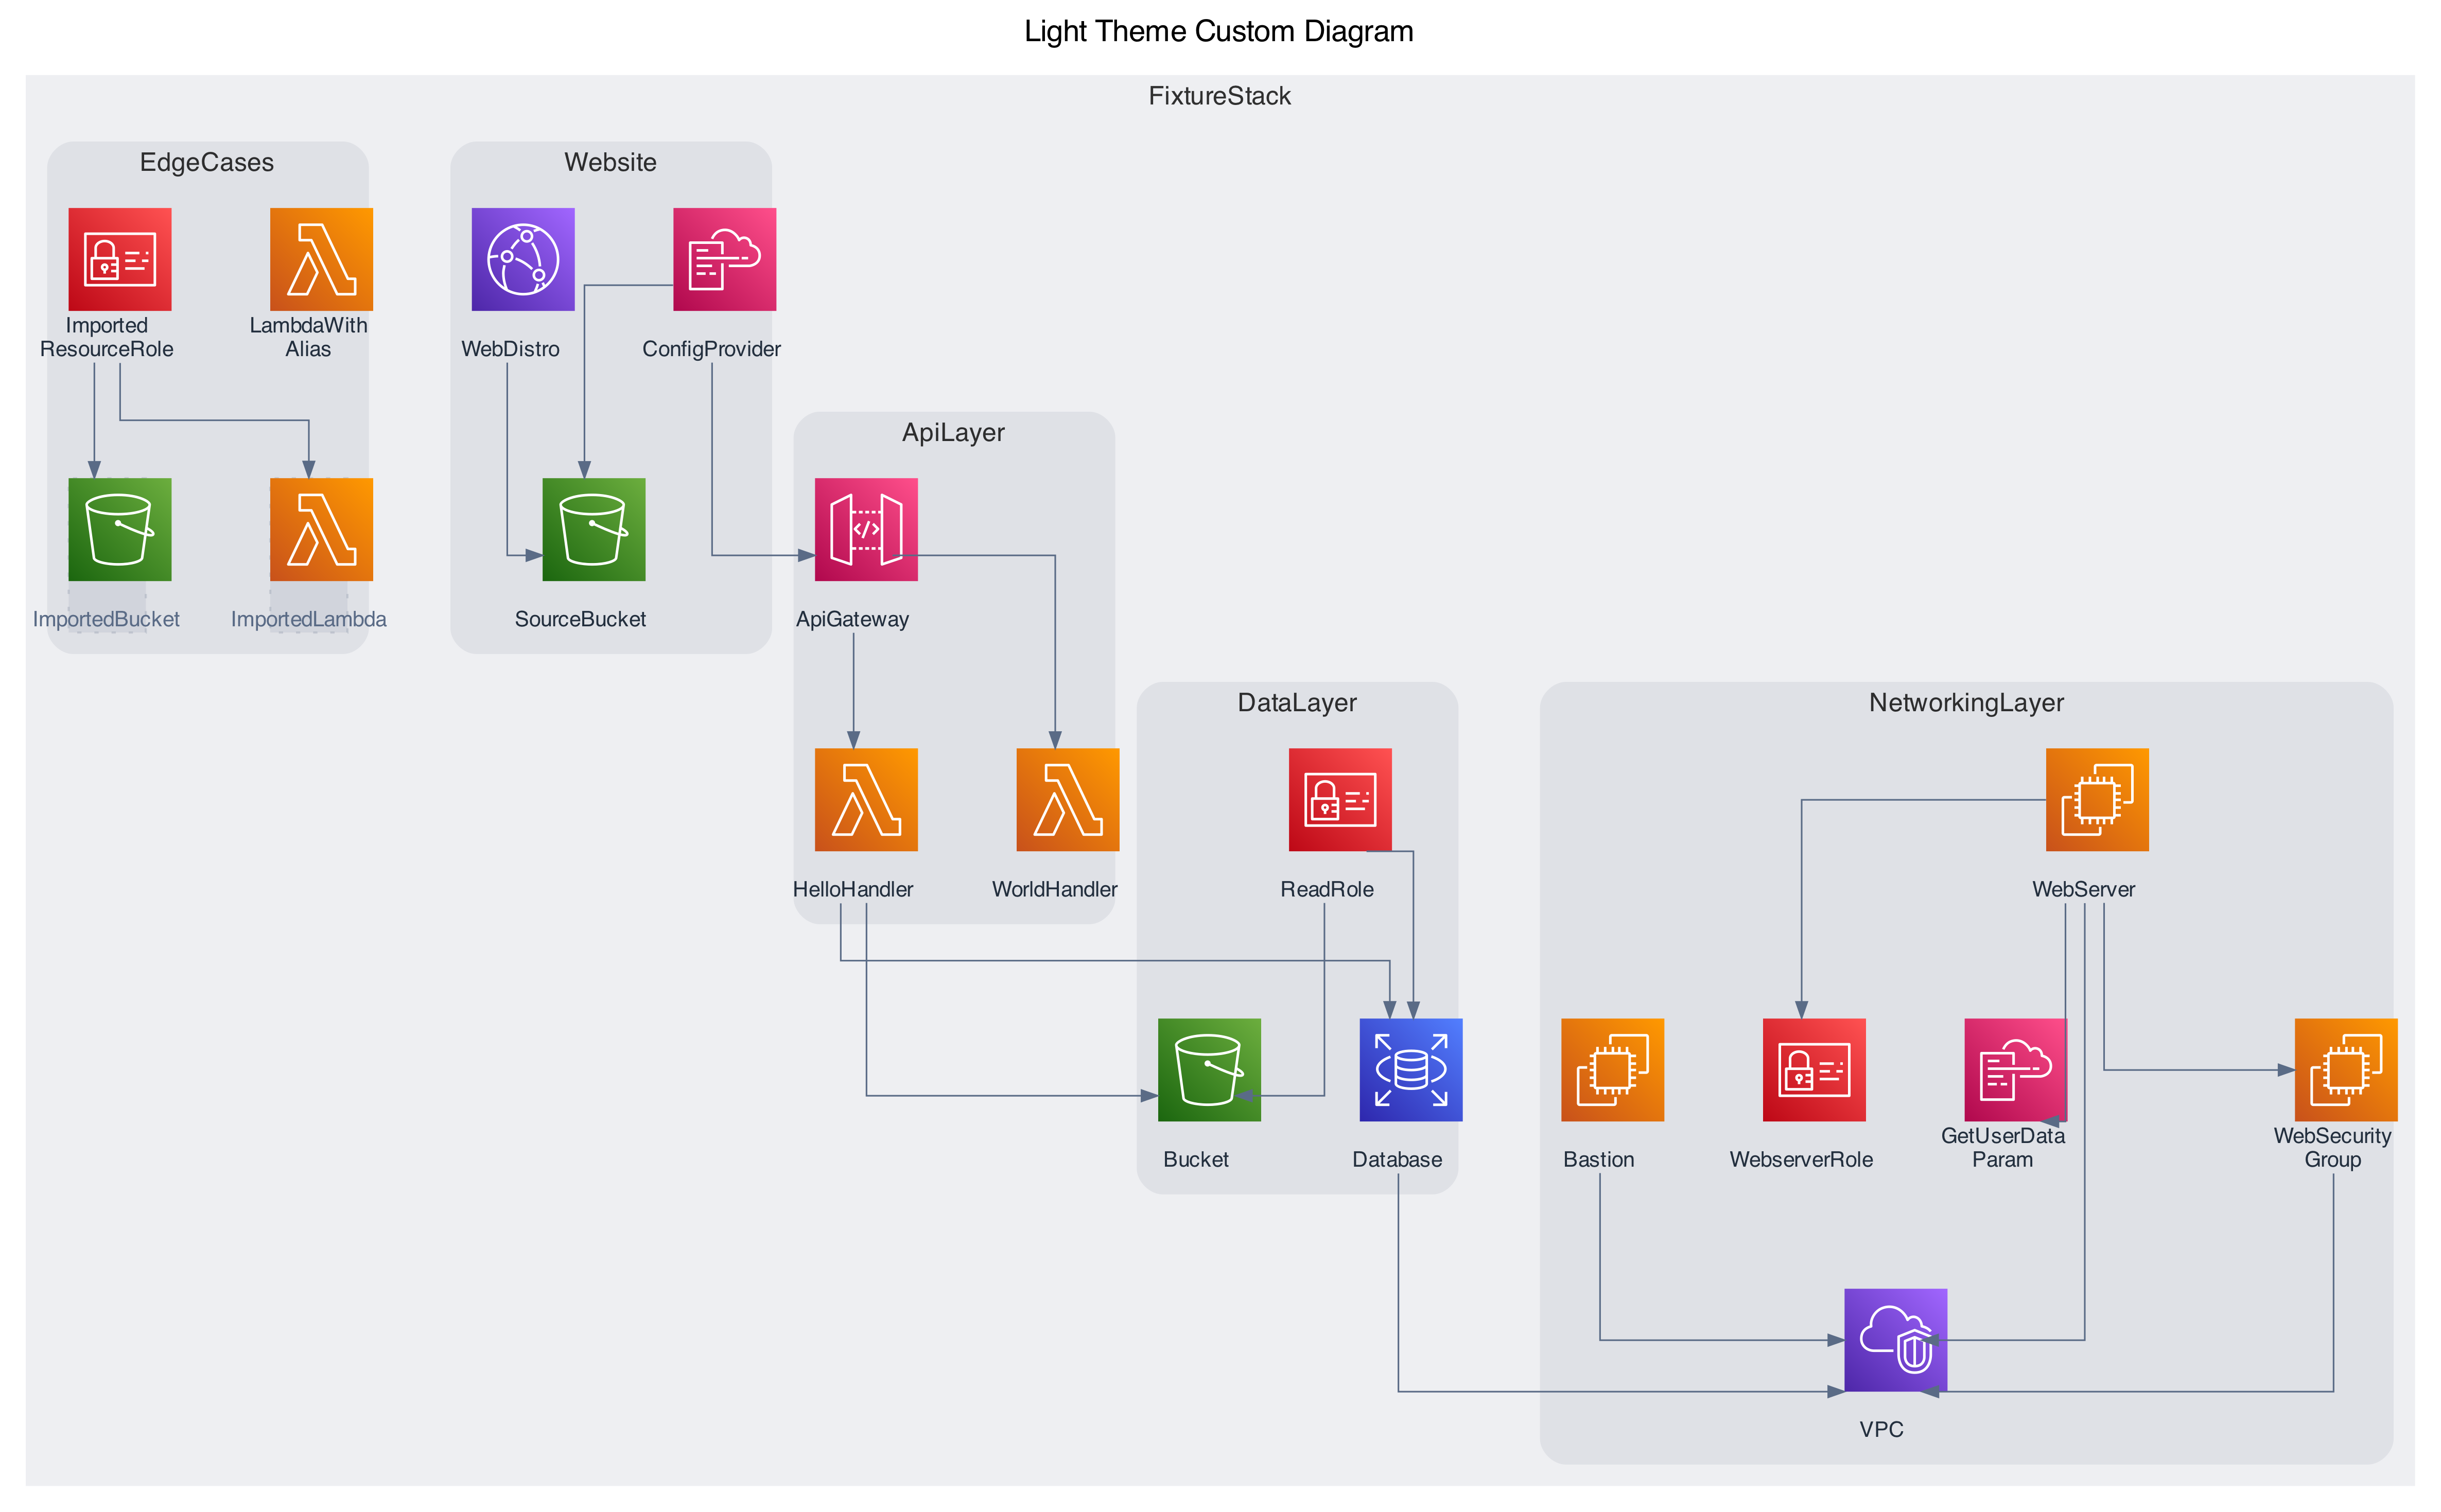 Light Theme Custom Diagram
FixtureStack
EdgeCases
Imported
ResourceRole
LambdaWith
Alias
ImportedBucket
ImportedLambda
Website
WebDistro
ConfigProvider
SourceBucket
ApiLayer
</>
ApiGateway
HelloHandler
WorldHandler
DataLayer
ReadRole
Bucket
Database
NetworkingLayer
WebServer
Bastion
WebserverRole
GetUserData
Param
WebSecurity
Group
VPC